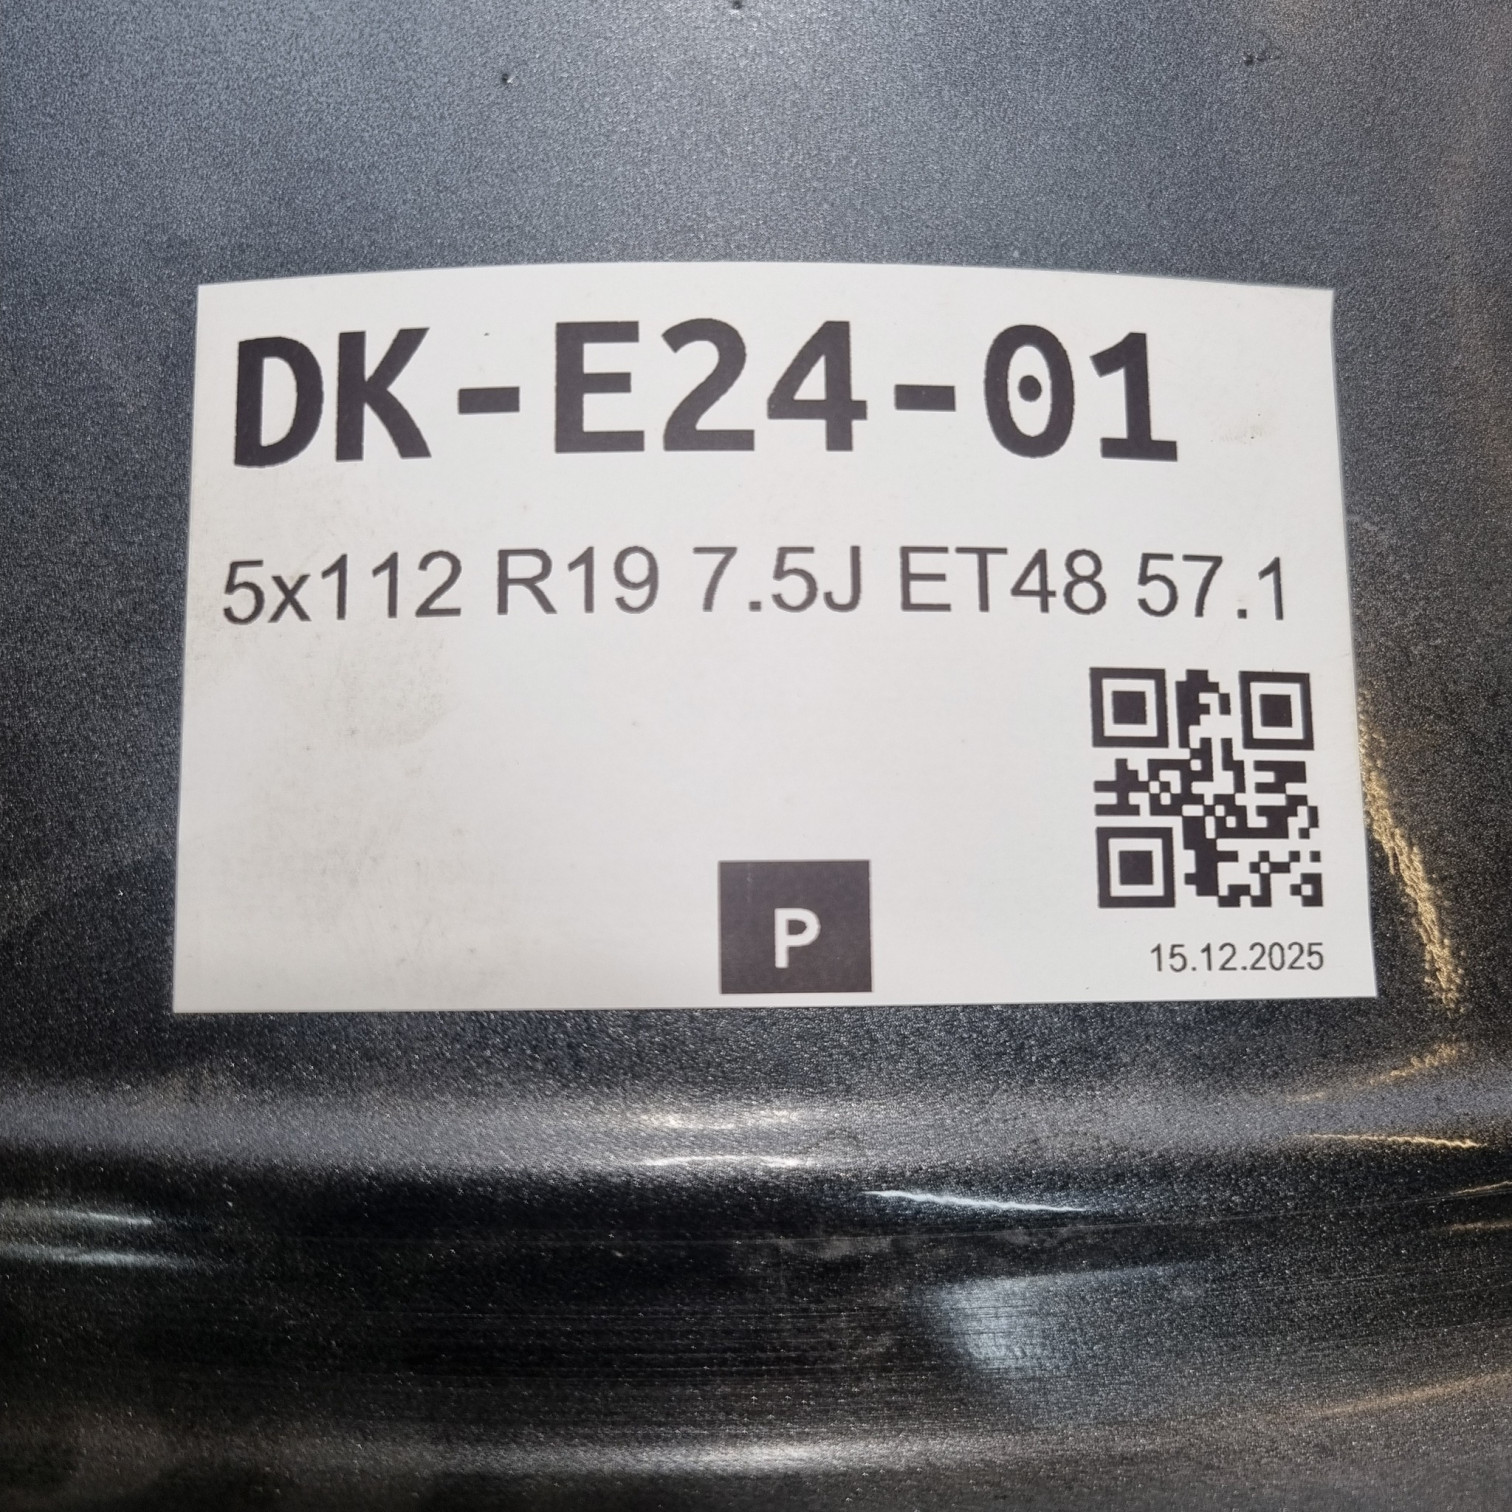 DK-E24-01
5x112 R19 7.5J ET48 57.1
P
15.12.2025